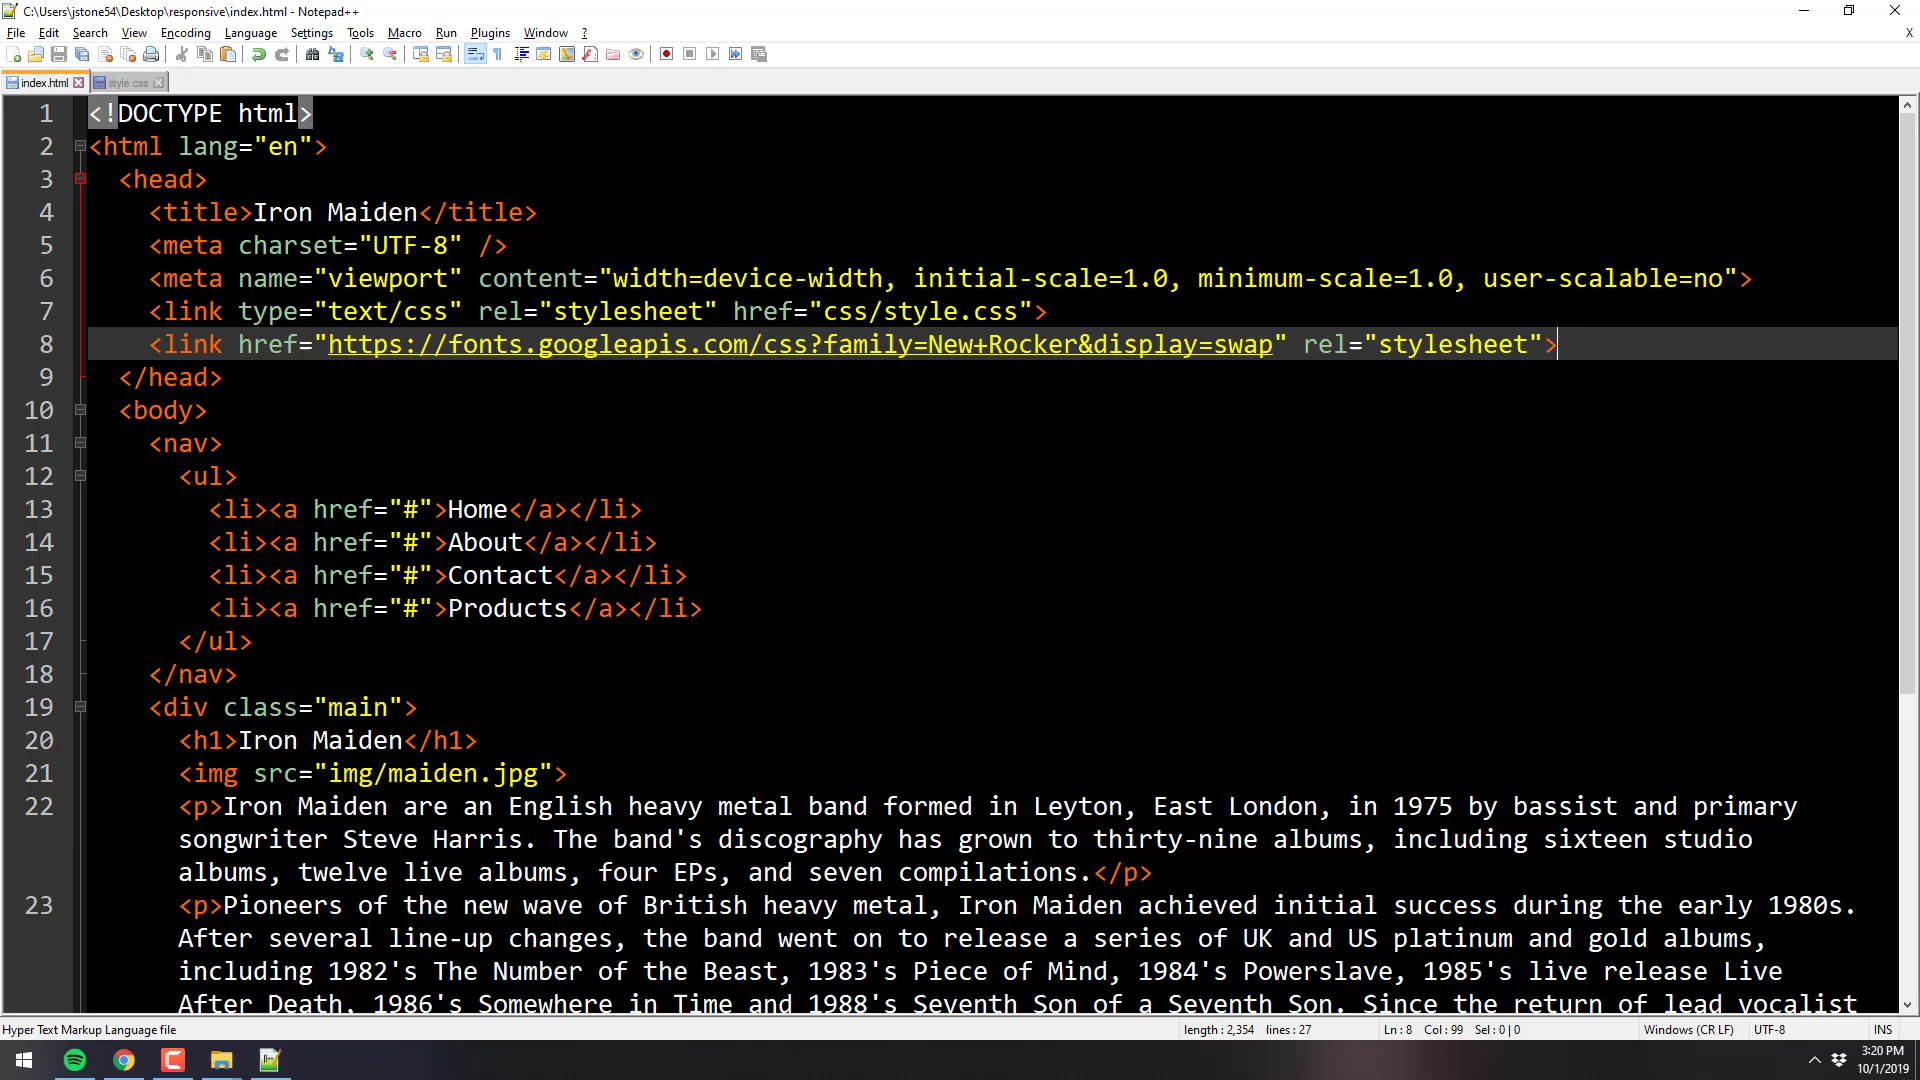 C:\Users\jstone54\Desktop\responsive\index.html - Notepad++
File Edit Search View Encoding Language Settings Tools Macro Run Plugins Window ? X
index.html style.css
1 <!DOCTYPE html>
2 <html lang="en">
3 <head>
4 <title>Iron Maiden</title>
5 <meta charset="UTF-8" />
6 <meta name="viewport" content="width=device-width, initial-scale=1.0, minimum-scale=1.0, user-scalable=no">
7 <link type="text/css" rel="stylesheet" href="css/style.css">
8 <link href="https://fonts.googleapis.com/css?family=New+Rocker&display=swap" rel="stylesheet">
9 </head>
10 <body>
11 <nav>
12 <ul>
13 <li><a href="#">Home</a></li>
14 <li><a href="#">About</a></li>
15 <li><a href="#">Contact</a></li>
16 <li><a href="#">Products</a></li>
17 </ul>
18 </nav>
19 <div class="main">
20 <h1>Iron Maiden</h1>
21 <img src="img/maiden.jpg">
22 <p>Iron Maiden are an English heavy metal band formed in Leyton, East London, in 1975 by bassist and primary
songwriter Steve Harris. The band's discography has grown to thirty-nine albums, including sixteen studio
albums, twelve live albums, four EPs, and seven compilations.</p>
23 <p>Pioneers of the new wave of British heavy metal, Iron Maiden achieved initial success during the early 1980s.
After several line-up changes, the band went on to release a series of UK and US platinum and gold albums,
including 1982's The Number of the Beast, 1983's Piece of Mind, 1984's Powerslave, 1985's live release Live
After Death, 1986's Somewhere in Time and 1988's Seventh Son of a Seventh Son. Since the return of lead vocalist
Hyper Text Markup Language file length : 2,354 lines : 27 Ln : 8 Col : 99 Sel : 0 | 0 Windows (CR LF) UTF-8 INS
3:20 PM
10/1/2019